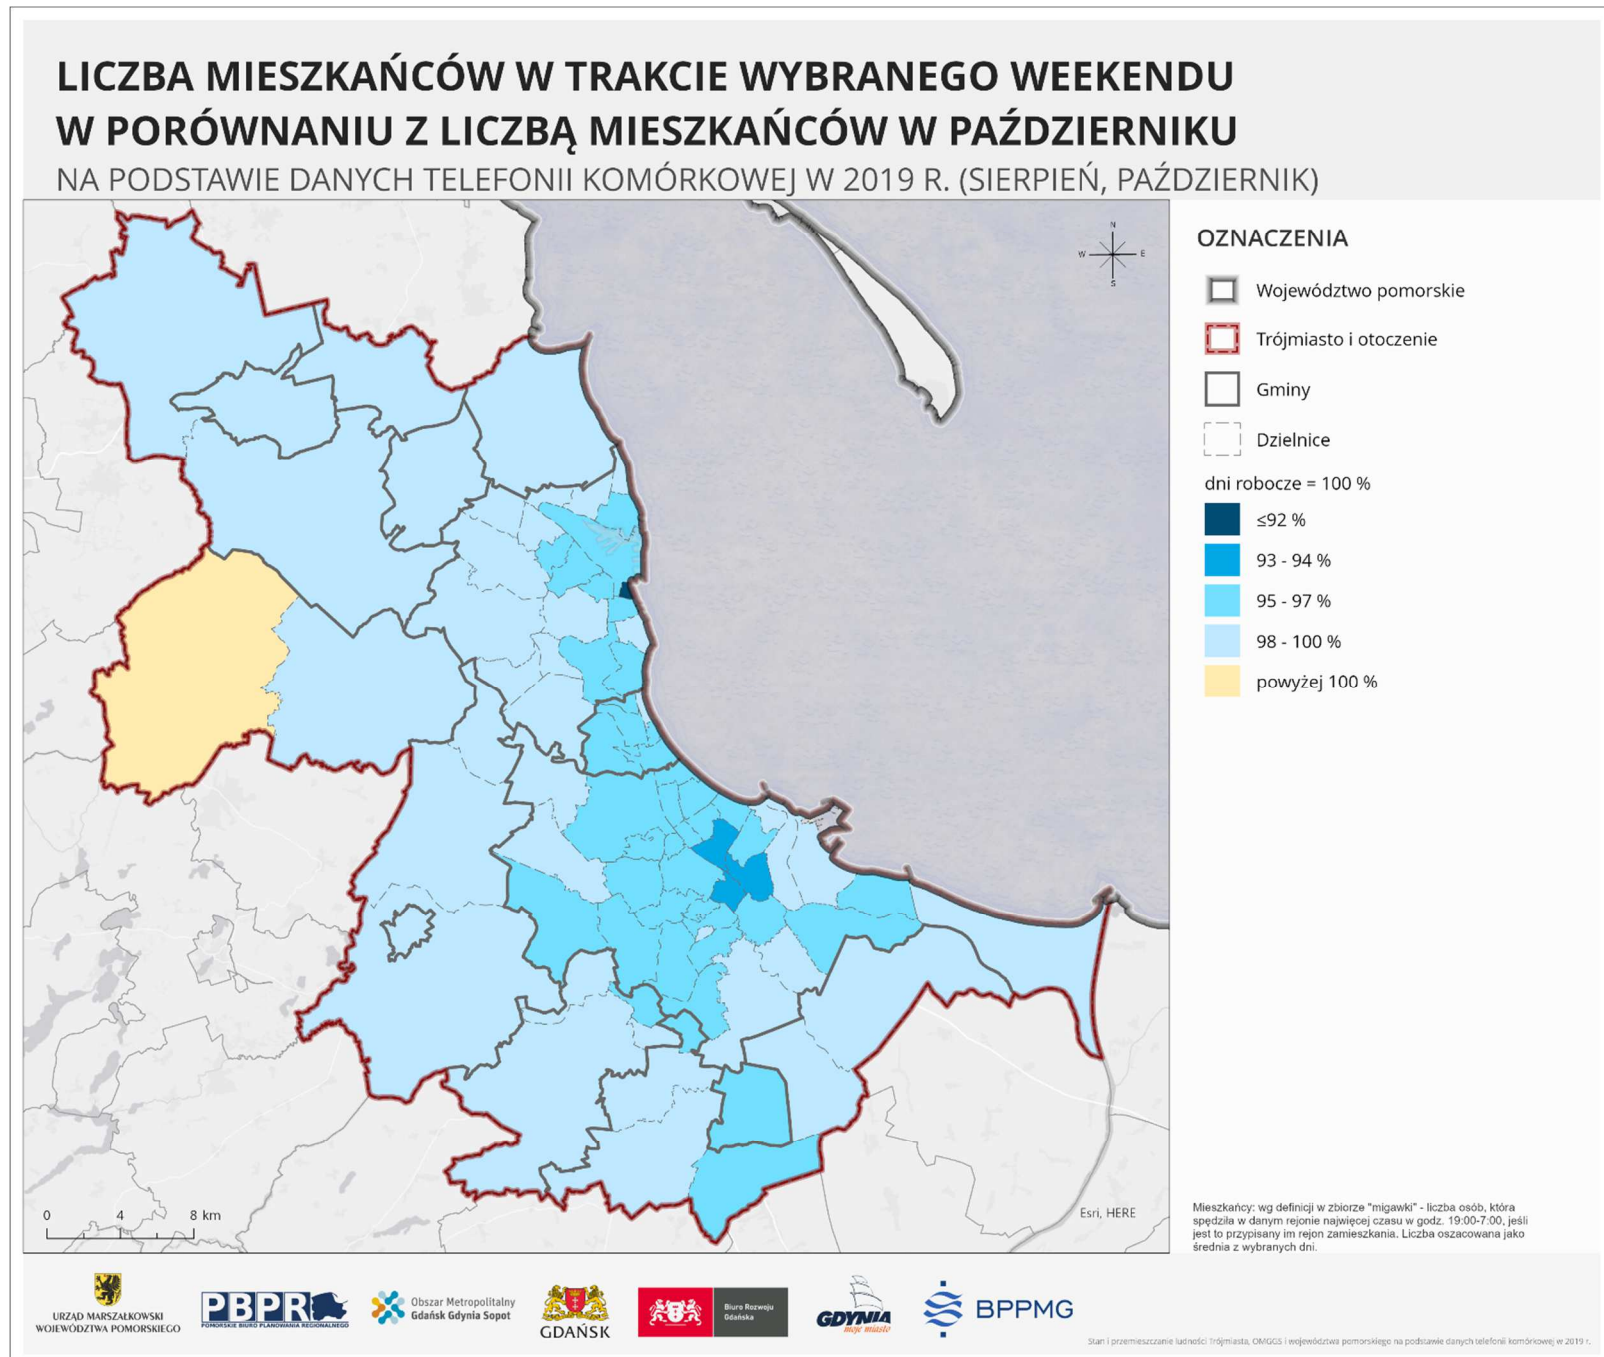 LICZBA MIESZKAŃCÓW W TRAKCIE WYBRANEGO WEEKENDU
W PORÓWNANIU Z LICZBĄ MIESZKAŃCÓW W PAŹDZIERNIKU
NA PODSTAWIE DANYCH TELEFONII KOMÓRKOWEJ W 2019 R. (SIERPIEŃ, PAŹDZIERNIK)
N
W E
S
OZNACZENIA
Województwo pomorskie
Trójmiasto i otoczenie
Gminy
Dzielnice
dni robocze = 100 %
≤92 %
93 - 94 %
95 - 97 %
98 - 100 %
powyżej 100 %
0 4 8 km
Esri, HERE
Mieszkańcy: wg definicji w zbiorze "migawki" - liczba osób, która
spędziła w danym rejonie najwięcej czasu w godz. 19:00-7:00, jeśli
jest to przypisany im rejon zamieszkania. Liczba oszacowana jako
średnia z wybranych dni.
URZĄD MARSZAŁKOWSKI
WOJEWÓDZTWA POMORSKIEGO
PBPR
POMORSKIE BIURO PLANOWANIA REGIONALNEGO
Obszar Metropolitalny
Gdańsk Gdynia Sopot
GDAŃSK
Biuro Rozwoju
Gdańska
GDYNIA
moje miasto
BPPMG
Stan i przemieszczanie ludności Trójmiasta, OMGGS i województwa pomorskiego na podstawie danych telefonii komórkowej w 2019 r.